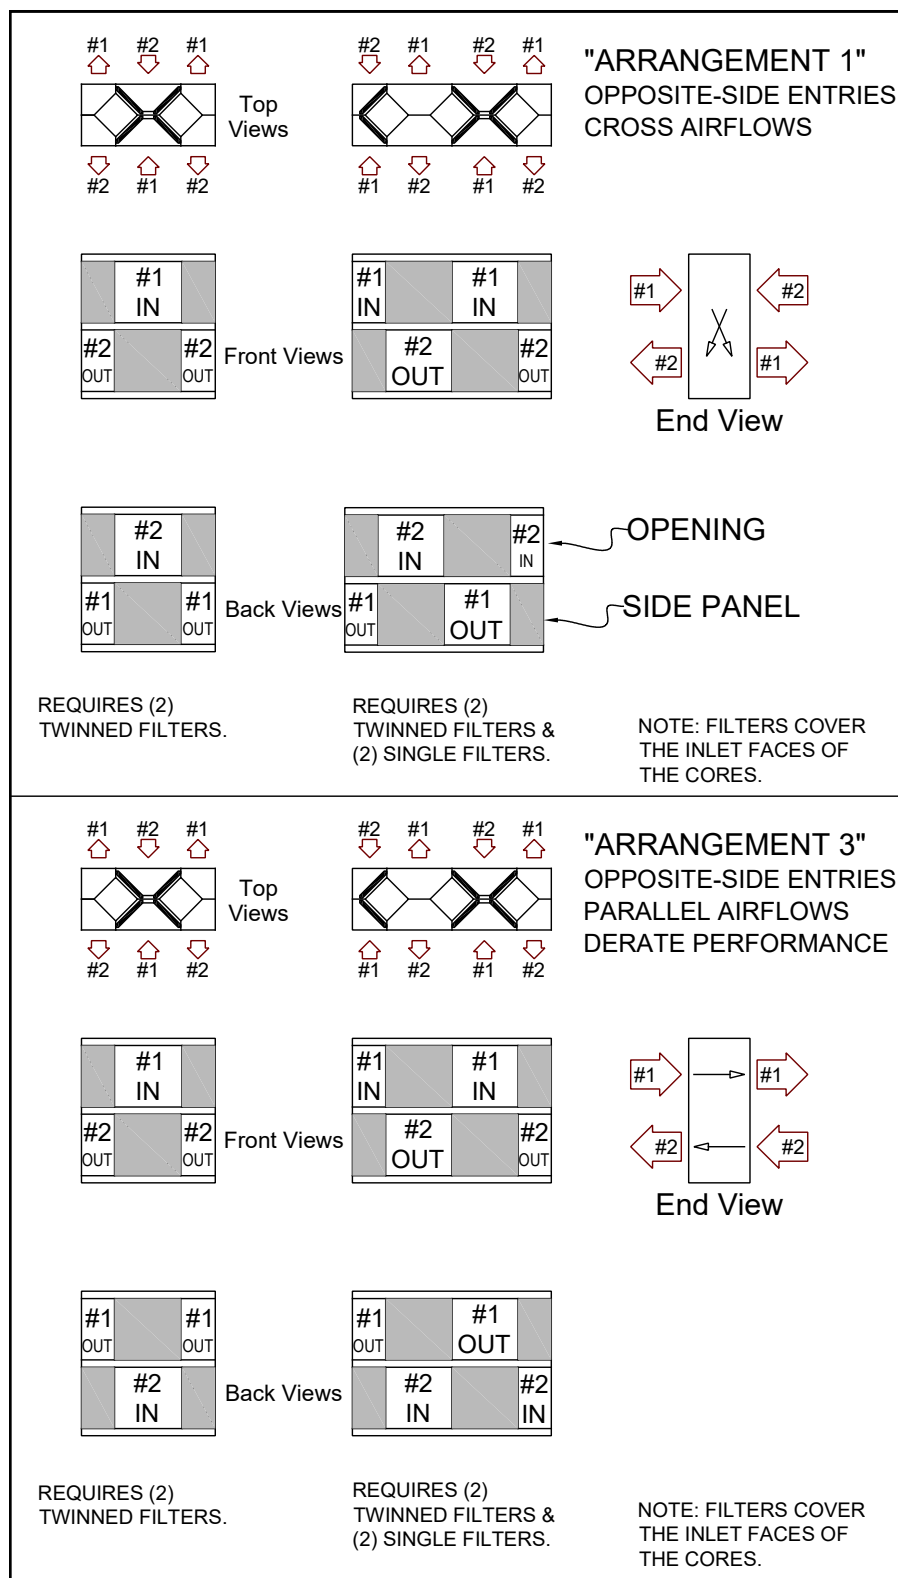 #1 #2 #1
#2 #1 #2 #1
"ARRANGEMENT 1"
OPPOSITE-SIDE ENTRIES
CROSS AIRFLOWS
Top
Views
#2 #1 #2
#1 #2 #1 #2
#1
IN
#2
OUT
#2
OUT
Front Views
#1
IN
#1
IN
#2
OUT
#2
OUT
#1
#2
#2
#1
End View
#2
IN
#1
OUT
#1
OUT
Back Views
#2
IN
#2
IN
#1
OUT
#1
OUT
OPENING
SIDE PANEL
REQUIRES (2)
TWINNED FILTERS.
REQUIRES (2)
TWINNED FILTERS &
(2) SINGLE FILTERS.
NOTE: FILTERS COVER
THE INLET FACES OF
THE CORES.
#1 #2 #1
#2 #1 #2 #1
"ARRANGEMENT 3"
OPPOSITE-SIDE ENTRIES
PARALLEL AIRFLOWS
DERATE PERFORMANCE
Top
Views
#2 #1 #2
#1 #2 #1 #2
#1
IN
#2
OUT
#2
OUT
Front Views
#1
IN
#1
IN
#2
OUT
#2
OUT
#1
#1
#2
#2
End View
#1
OUT
#1
OUT
#2
IN
Back Views
#1
OUT
#1
OUT
#2
IN
#2
IN
REQUIRES (2)
TWINNED FILTERS.
REQUIRES (2)
TWINNED FILTERS &
(2) SINGLE FILTERS.
NOTE: FILTERS COVER
THE INLET FACES OF
THE CORES.